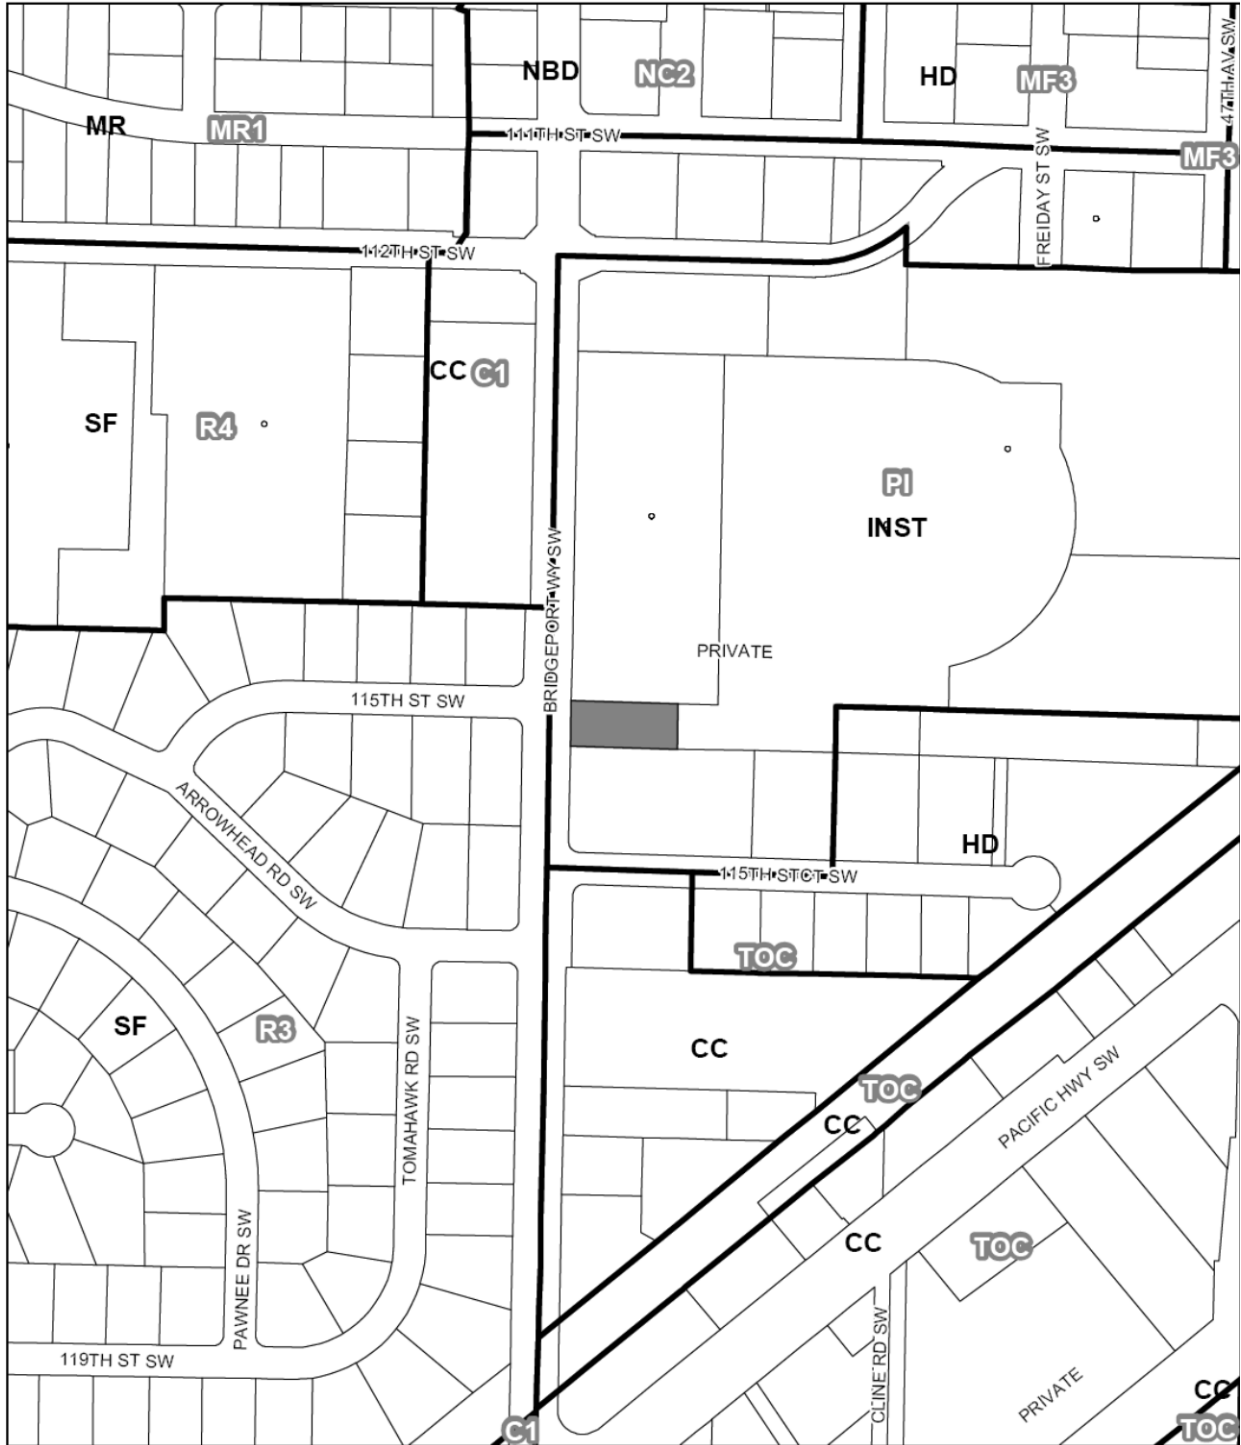 NBD
NC2
HD
MF3
47TH AV SW
MR
MR1
111TH ST SW
MF3
FREIDAY ST SW
112TH ST SW
CC
C1
SF
R4
PI
INST
BRIDGEPORT WY SW
PRIVATE
115TH ST SW
ARROWHEAD RD SW
HD
115TH STCT SW
TOC
SF
R3
CC
TOMAHAWK RD SW
TOC
CC
PACIFIC HWY SW
CC
TOC
PAWNEE DR SW
119TH ST SW
CLINE RD SW
PRIVATE
CC
C1
TOC